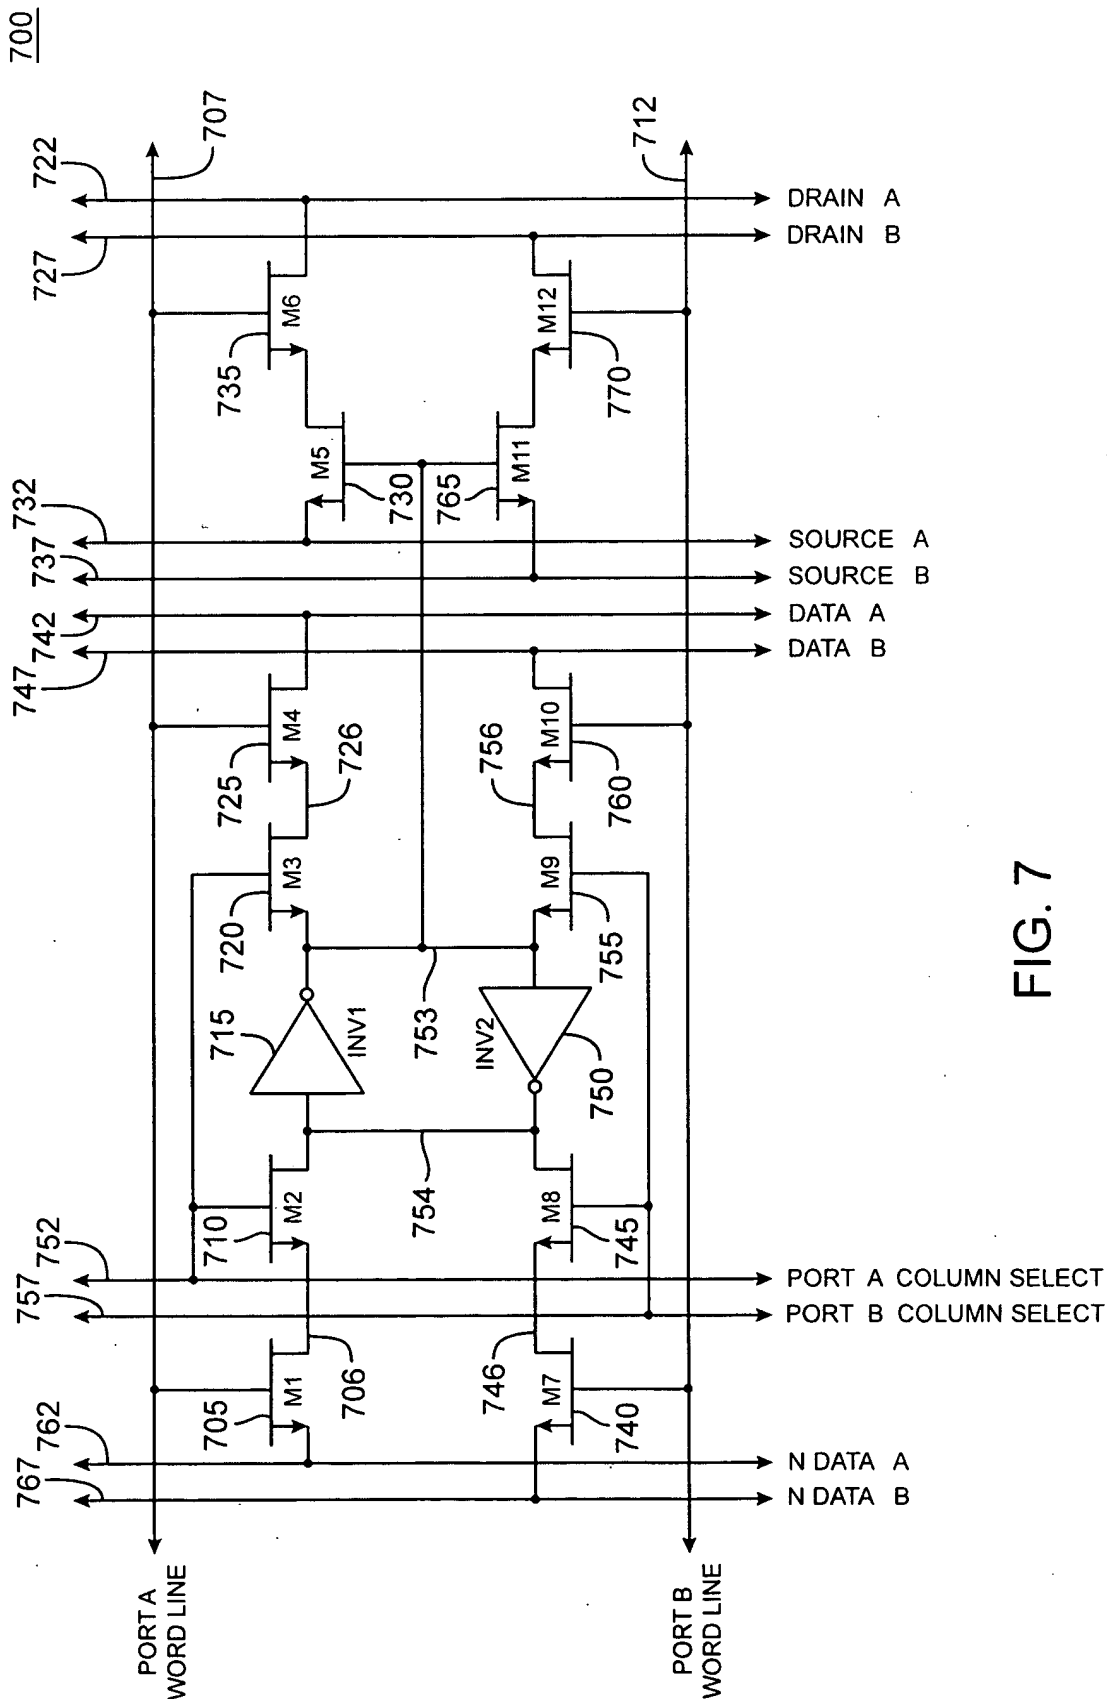 700
722
707
727
712
DRAIN A
DRAIN B
M6
735
M12
770
M5
730
M11
765
732
737
742
747
SOURCE A
SOURCE B
DATA A
DATA B
M4
725
726
M10
756
760
M3
720
M9
755
715
INV1
753
INV2
750
754
M2
710
M8
745
752
757
PORT A COLUMN SELECT
PORT B COLUMN SELECT
M1
705
706
M7
746
740
762
767
N DATA A
N DATA B
PORT A
WORD LINE
PORT B
WORD LINE
FIG. 7